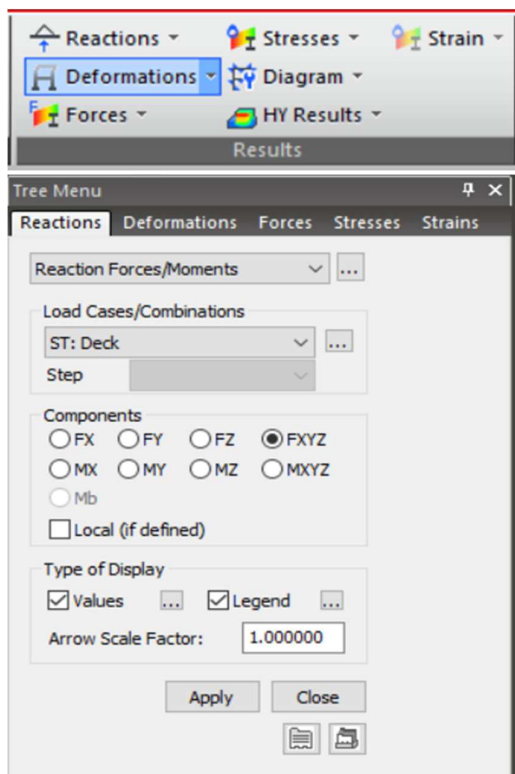 Reactions Stresses Strain
Deformations Diagram
Forces HY Results
Results
Tree Menu
Reactions Deformations Forces Stresses Strains
Reaction Forces/Moments ...
Load Cases/Combinations
ST: Deck ...
Step
Components
FX FY FZ FXYZ
MX MY MZ MXYZ
Mb
Local (if defined)
Type of Display
Values ... Legend ...
Arrow Scale Factor: 1.000000
Apply Close